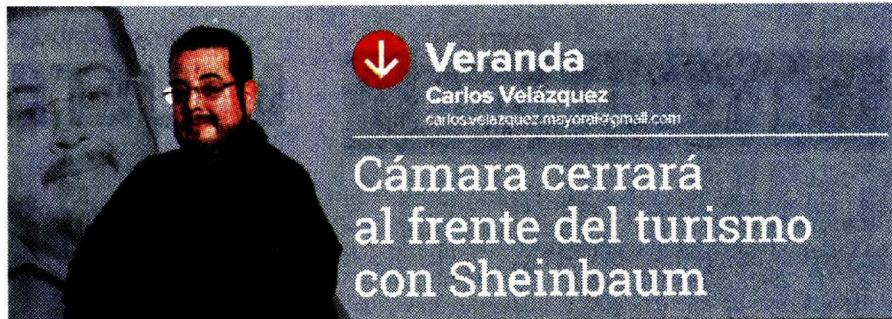 Veranda
Carlos Velázquez
carlos.velazquez.mayoral@gmail.com
Cámara cerrará
al frente del turismo
con Sheinbaum